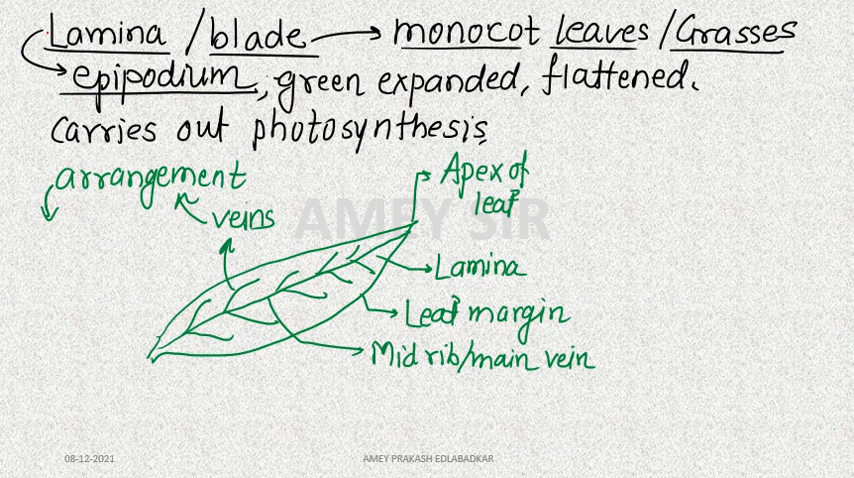 Lamina / blade → monocot leaves / Grasses
→ epipodium, green expanded, flattened.
Carries out photosynthesis
arrangement
veins
Apex of
leaf
AMEY SIR
Lamina
Leaf margin
Mid rib/main vein
08-12-2021
AMEY PRAKASH EDLABADKAR